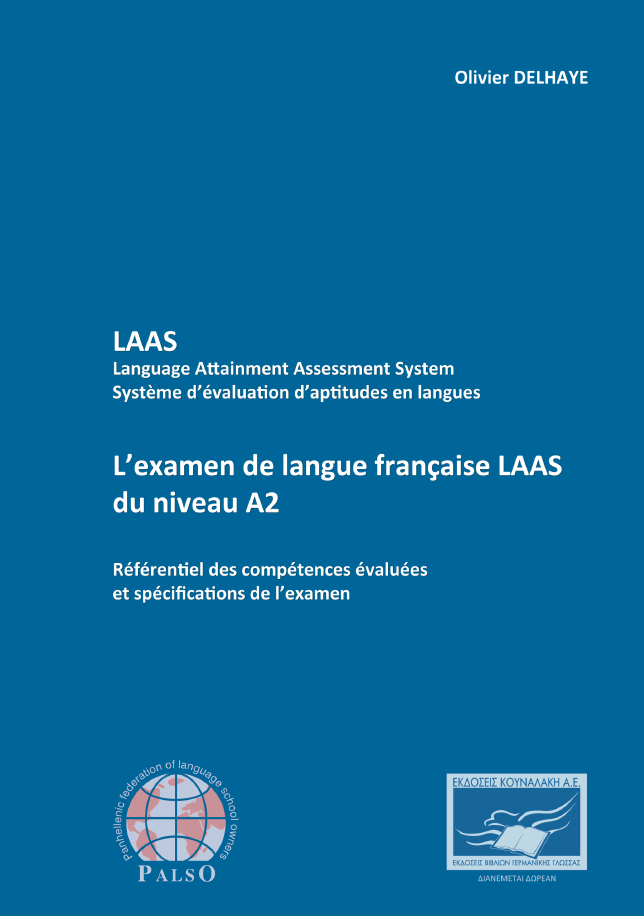 Olivier DELHAYE
LAAS
Language Attainment Assessment System
Système d’évaluation d’aptitudes en langues
L’examen de langue française LAAS
du niveau A2
Référentiel des compétences évaluées
et spécifications de l’examen
Panhellenic federation of language school owners
PALSO
ΕΚΔΟΣΕΙΣ ΚΟΥΝΑΛΑΚΗ Α.Ε.
ΕΚΔΟΣΕΙΣ ΒΙΒΛΙΩΝ ΓΕΡΜΑΝΙΚΗΣ ΓΛΩΣΣΑΣ
ΔΙΑΝΕΜΕΤΑΙ ΔΩΡΕΑΝ